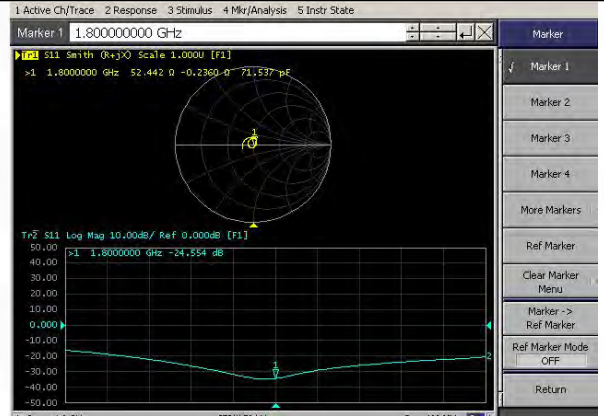 1 Active Ch/Trace 2 Response 3 Stimulus 4 Mkr/Analysis 5 Instr State
Marker 1 1.800000000 GHz
Marker
Tr1 S11 Smith (R+jX) Scale 1.000U [F1]
>1 1.8000000 GHz 52.442 Ω -0.2360 Ω 71.537 pF
1
√ Marker 1
Marker 2
Marker 3
Marker 4
More Markers
Ref Marker
Clear Marker
Menu
Marker ->
Ref Marker
Ref Marker Mode
OFF
Return
Tr2 S11 Log Mag 10.00dB/ Ref 0.000dB [F1]
50.00
>1 1.8000000 GHz -24.554 dB
40.00
30.00
20.00
10.00
0.000
-10.00
-20.00
-30.00
-40.00
-50.00
1
2